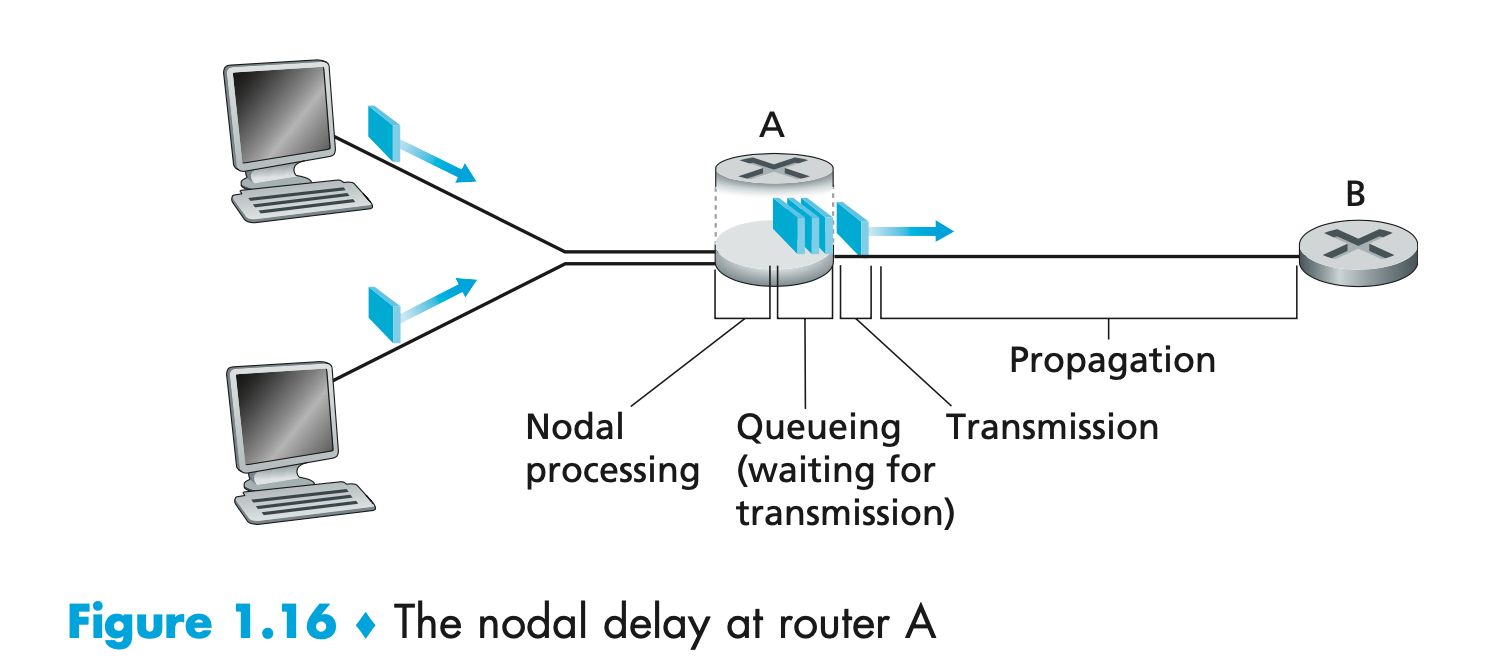 A
B
Propagation
Nodal
processing
Queueing
(waiting for
transmission)
Transmission
Figure 1.16 ♦ The nodal delay at router A